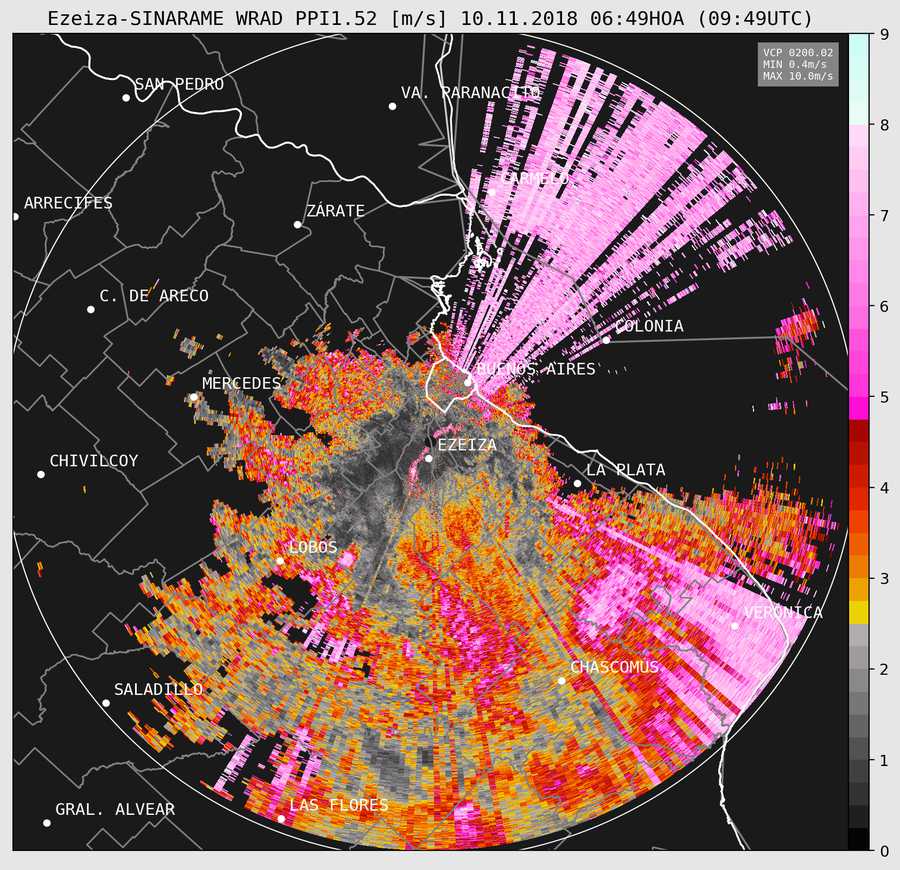 Ezeiza-SINARAME WRAD PPI1.52 [m/s] 10.11.2018 06:49HOA (09:49UTC)
VCP 0200.02
MIN 0.4m/s
MAX 10.0m/s
9
8
7
6
5
4
3
2
1
0
SAN PEDRO
VA. PARANACITO
CARMELO
ARRECIFES
ZÁRATE
C. DE ARECO
COLONIA
BUENOS AIRES
MERCEDES
EZEIZA
CHIVILCOY
LA PLATA
LOBOS
VERÓNICA
CHASCOMÚS
SALADILLO
LAS FLORES
GRAL. ALVEAR